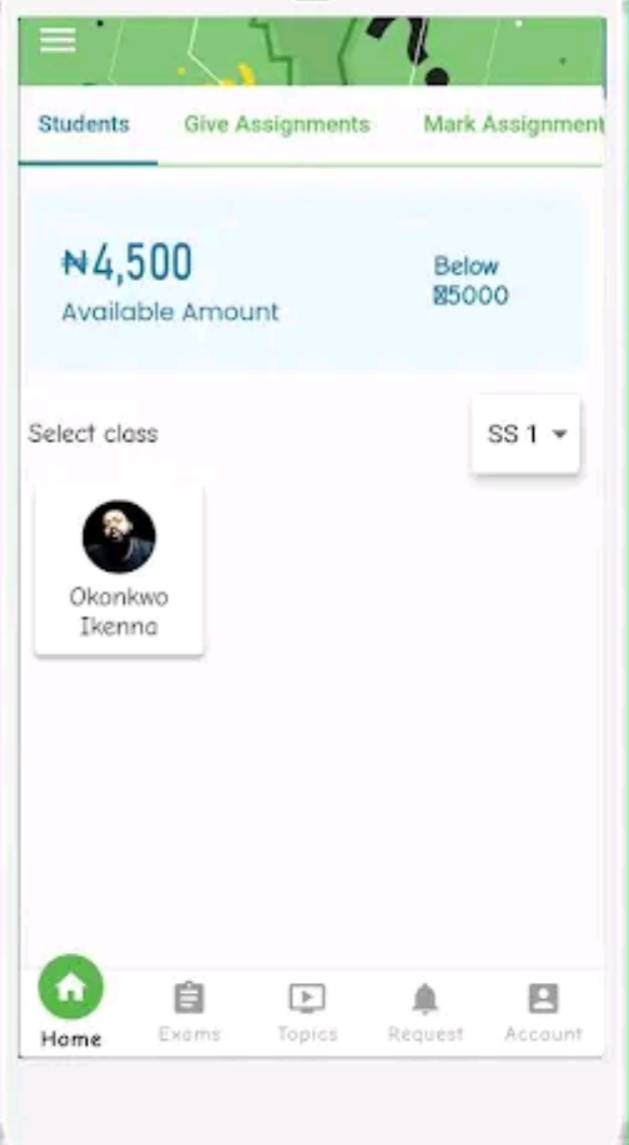 Students Give Assignments Mark Assignment
₦4,500
Available Amount
Below
5000
Select class
SS 1
Okonkwo
Ikenna
Home Exams Topics Request Account